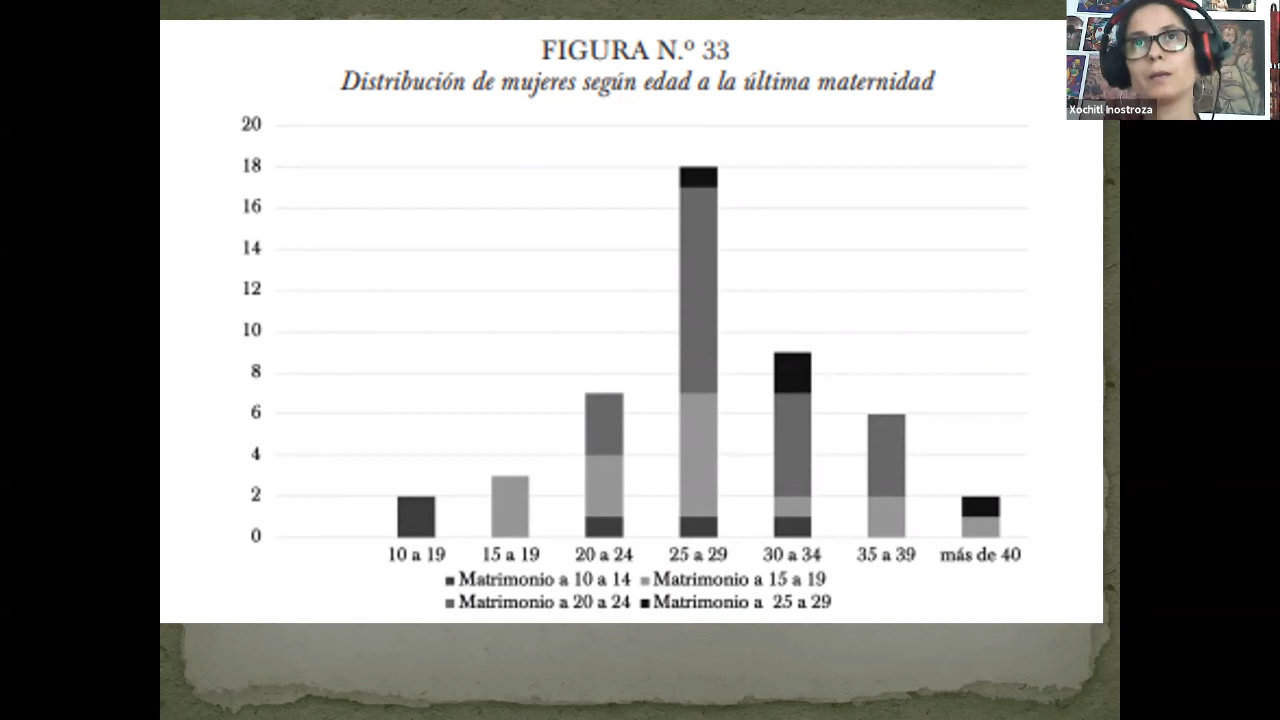 FIGURA N.º 33
Distribución de mujeres según edad a la última maternidad
20
18
16
14
12
10
8
6
4
2
0
10 a 19 15 a 19 20 a 24 25 a 29 30 a 34 35 a 39 más de 40
Matrimonio a 10 a 14 Matrimonio a 15 a 19
Matrimonio a 20 a 24 Matrimonio a 25 a 29
Xochitl Inostroza